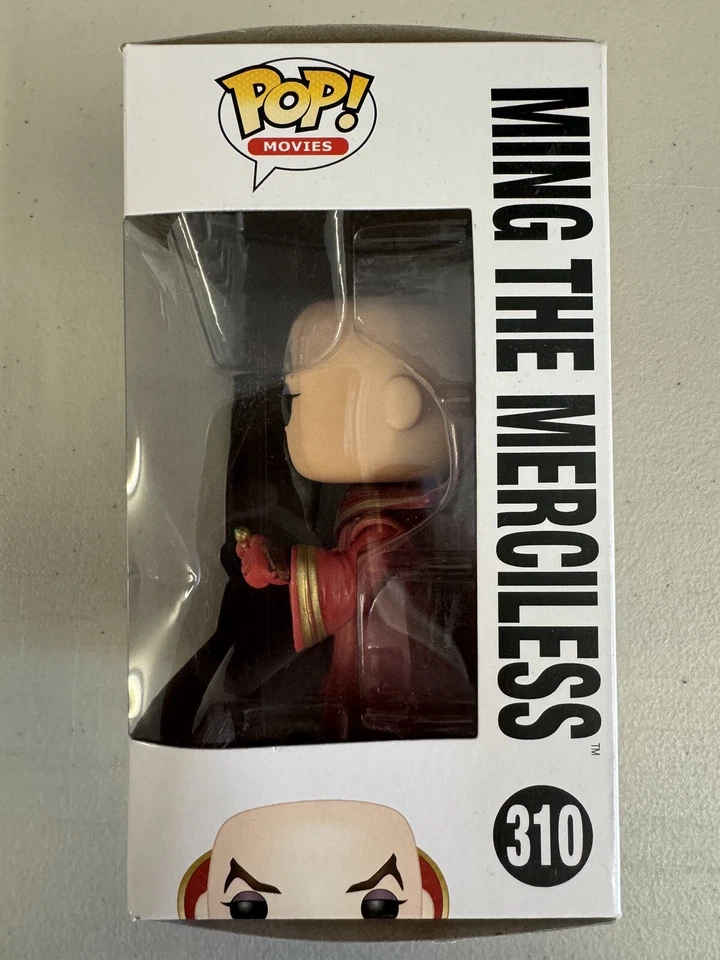 POP!
MOVIES
MING THE MERCILESS™
310